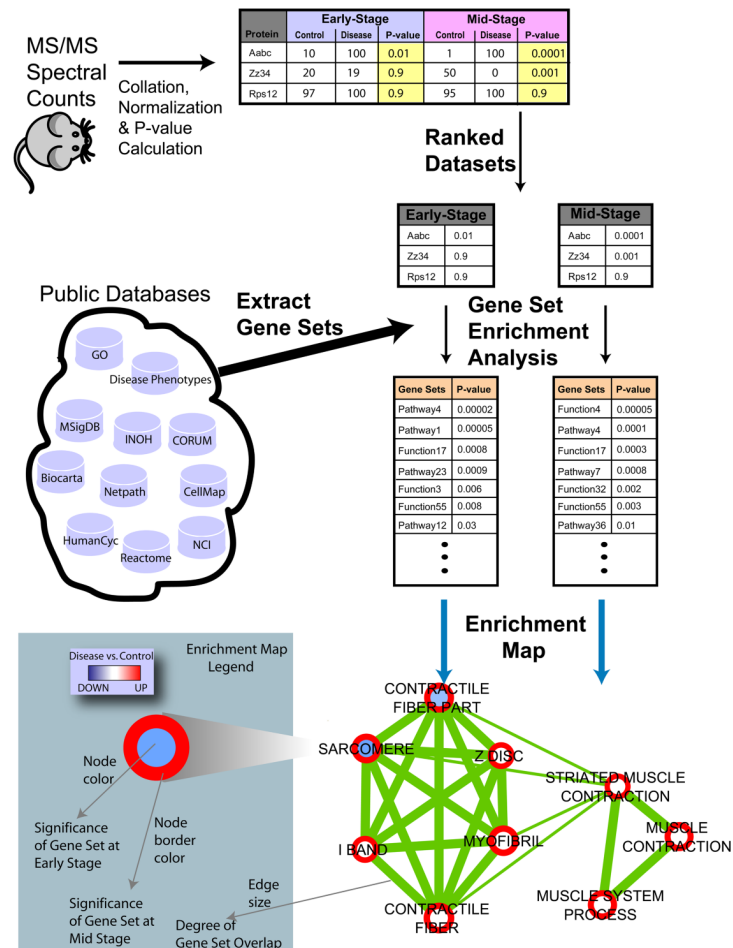 MS/MS
Spectral
Counts
Collation,
Normalization
& P-value
Calculation
Early-Stage Mid-Stage
Protein Control Disease P-value Control Disease P-value
Aabc 10 100 0.01 1 100 0.0001
Zz34 20 19 0.9 50 0 0.001
Rps12 97 100 0.9 95 100 0.9
Ranked
Datasets
Early-Stage
Aabc 0.01
Zz34 0.9
Rps12 0.9
Mid-Stage
Aabc 0.0001
Zz34 0.001
Rps12 0.9
Public Databases
GO
Disease Phenotypes
MSigDB
INOH
CORUM
Biocarta
Netpath
CellMap
HumanCyc
Reactome
NCI
Extract
Gene Sets
Gene Set
Enrichment
Analysis
Gene Sets P-value
Pathway4 0.00002
Pathway1 0.00005
Function17 0.0008
Pathway23 0.0009
Function3 0.006
Function55 0.008
Pathway12 0.03
Gene Sets P-value
Function4 0.00005
Pathway4 0.0001
Function17 0.0003
Pathway7 0.0008
Function32 0.002
Function55 0.003
Pathway36 0.01
Enrichment
Map
Enrichment Map
Legend
Disease vs. Control
DOWN UP
Node
color
Significance
of Gene Set at
Early Stage
Node
border
color
Significance
of Gene Set at
Mid Stage
Edge
size
Degree of
Gene Set Overlap
CONTRACTILE
FIBER PART
SARCOMERE
Z DISC
I BAND
MYOFIBRIL
CONTRACTILE
FIBER
STRIATED MUSCLE
CONTRACTION
MUSCLE
CONTRACTION
MUSCLE SYSTEM
PROCESS